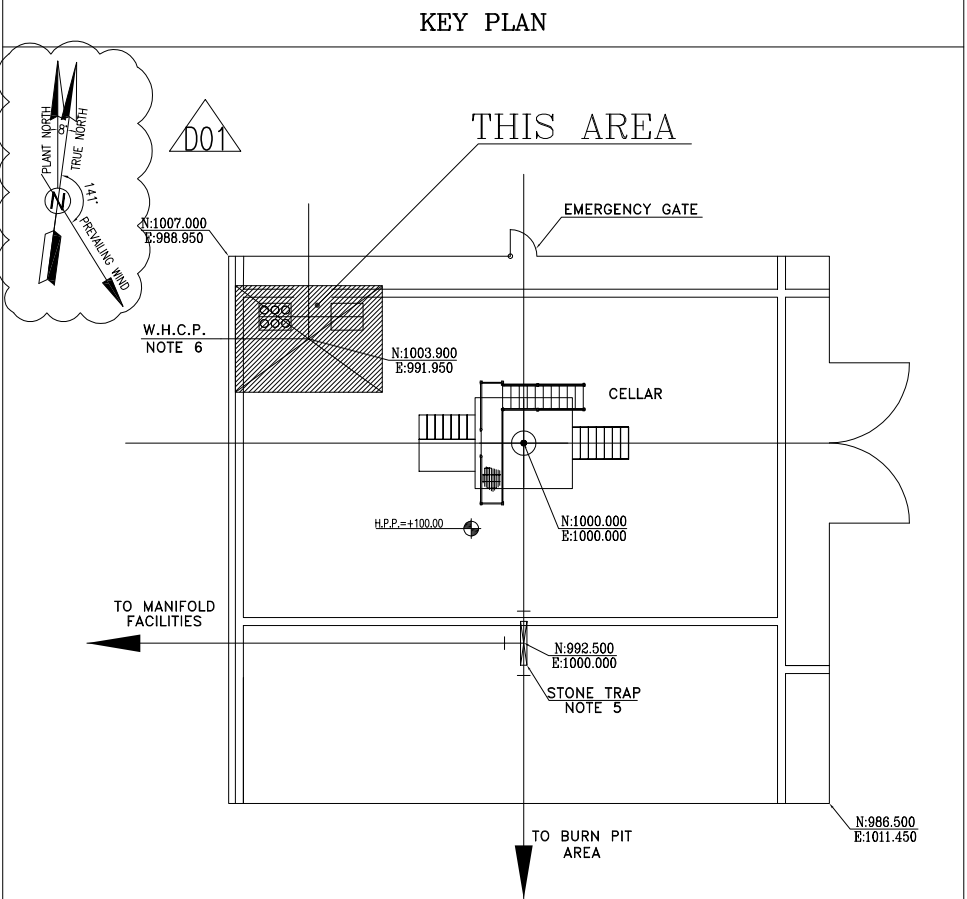 KEY PLAN
PLANT NORTH
8°
TRUE NORTH
N
141°
PREVAILING WIND
D01
THIS AREA
EMERGENCY GATE
N:1007.000
E:988.950
W.H.C.P.
NOTE 6
N:1003.900
E:991.950
CELLAR
H.P.P.=+100.00
N:1000.000
E:1000.000
TO MANIFOLD
FACILITIES
N:992.500
E:1000.000
STONE TRAP
NOTE 5
N:986.500
E:1011.450
TO BURN PIT
AREA